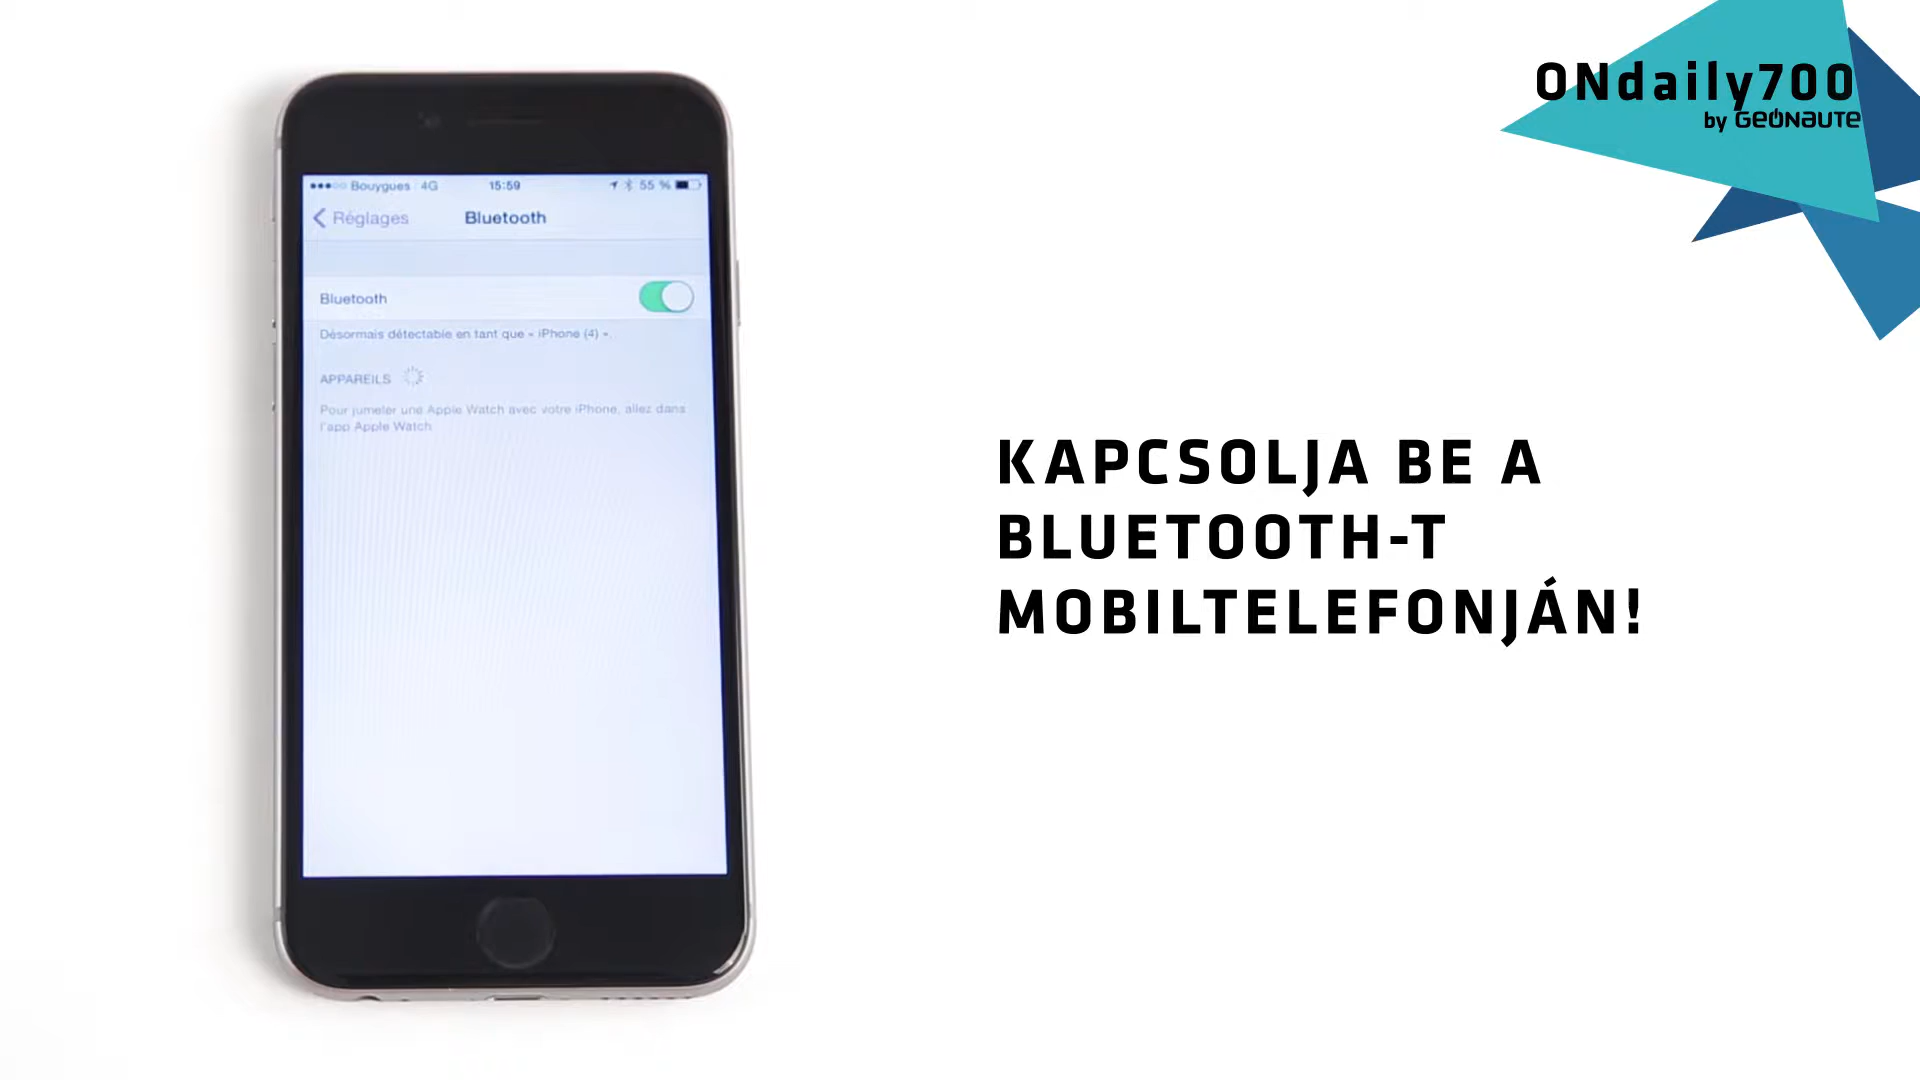 ONdaily700
by GEONAUTE
Bouygues 4G 15:59 55 %
Réglages Bluetooth
Bluetooth
Désormais détectable en tant que « iPhone (4) ».
APPAREILS
Pour jumeler une Apple Watch avec votre iPhone, allez dans
l'app Apple Watch
KAPCSOLJA BE A
BLUETOOTH-T
MOBILTELEFONJÁN!